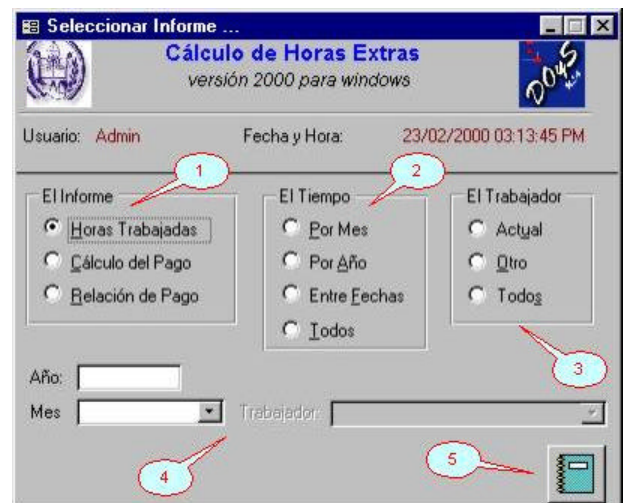 Seleccionar Informe ...
Cálculo de Horas Extras
versión 2000 para windows
DOyS
Usuario: Admin Fecha y Hora: 23/02/2000 03:13:45 PM
1
2
El Informe El Tiempo El Trabajador
Horas Trabajadas Por Mes Actual
Cálculo del Pago Por Año Otro
Relación de Pago Entre Fechas Todos
Todos
3
Año:
Mes Trabajador:
4
5